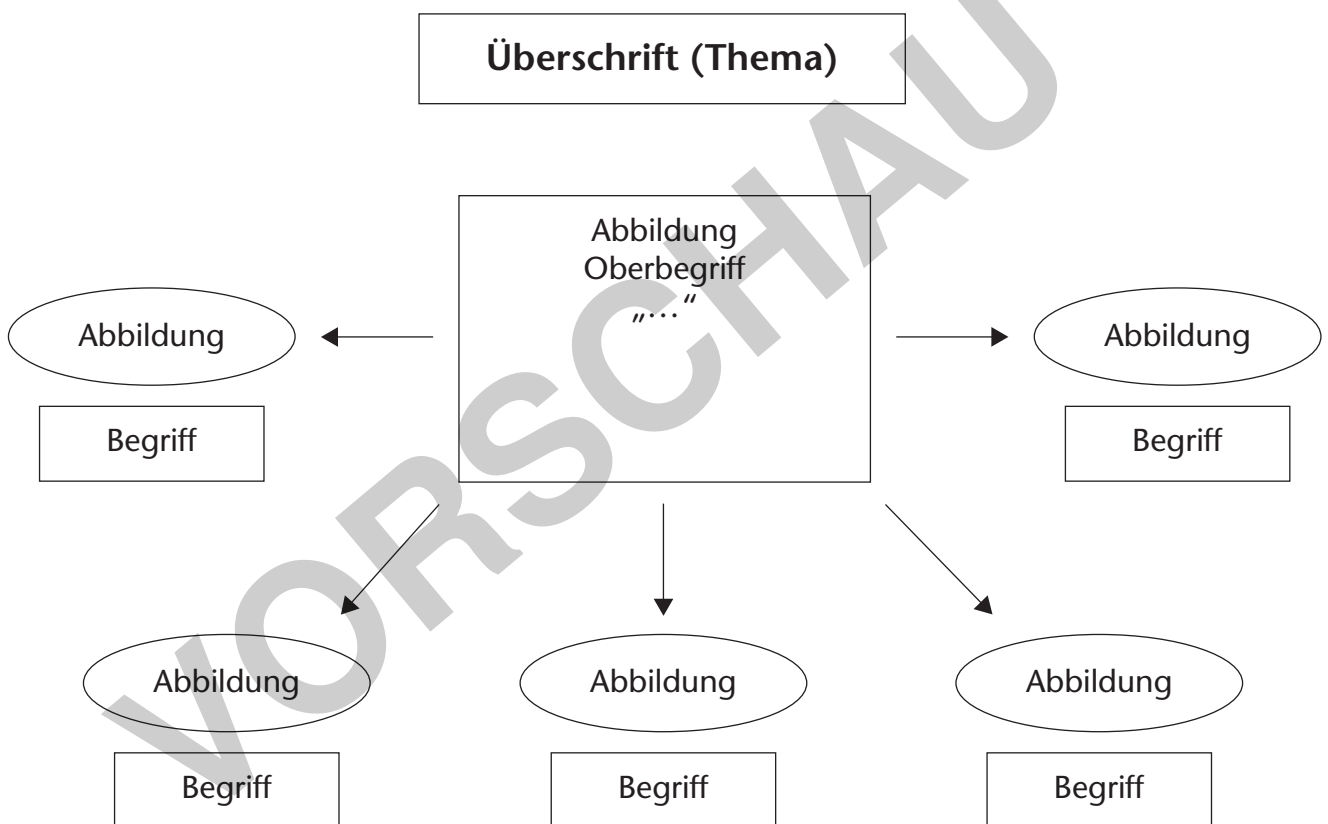 Überschrift (Thema)
Abbildung
Oberbegriff
„…“
Abbildung
Abbildung
Begriff
Begriff
Abbildung
Abbildung
Abbildung
Begriff
Begriff
Begriff
VORSCHAU